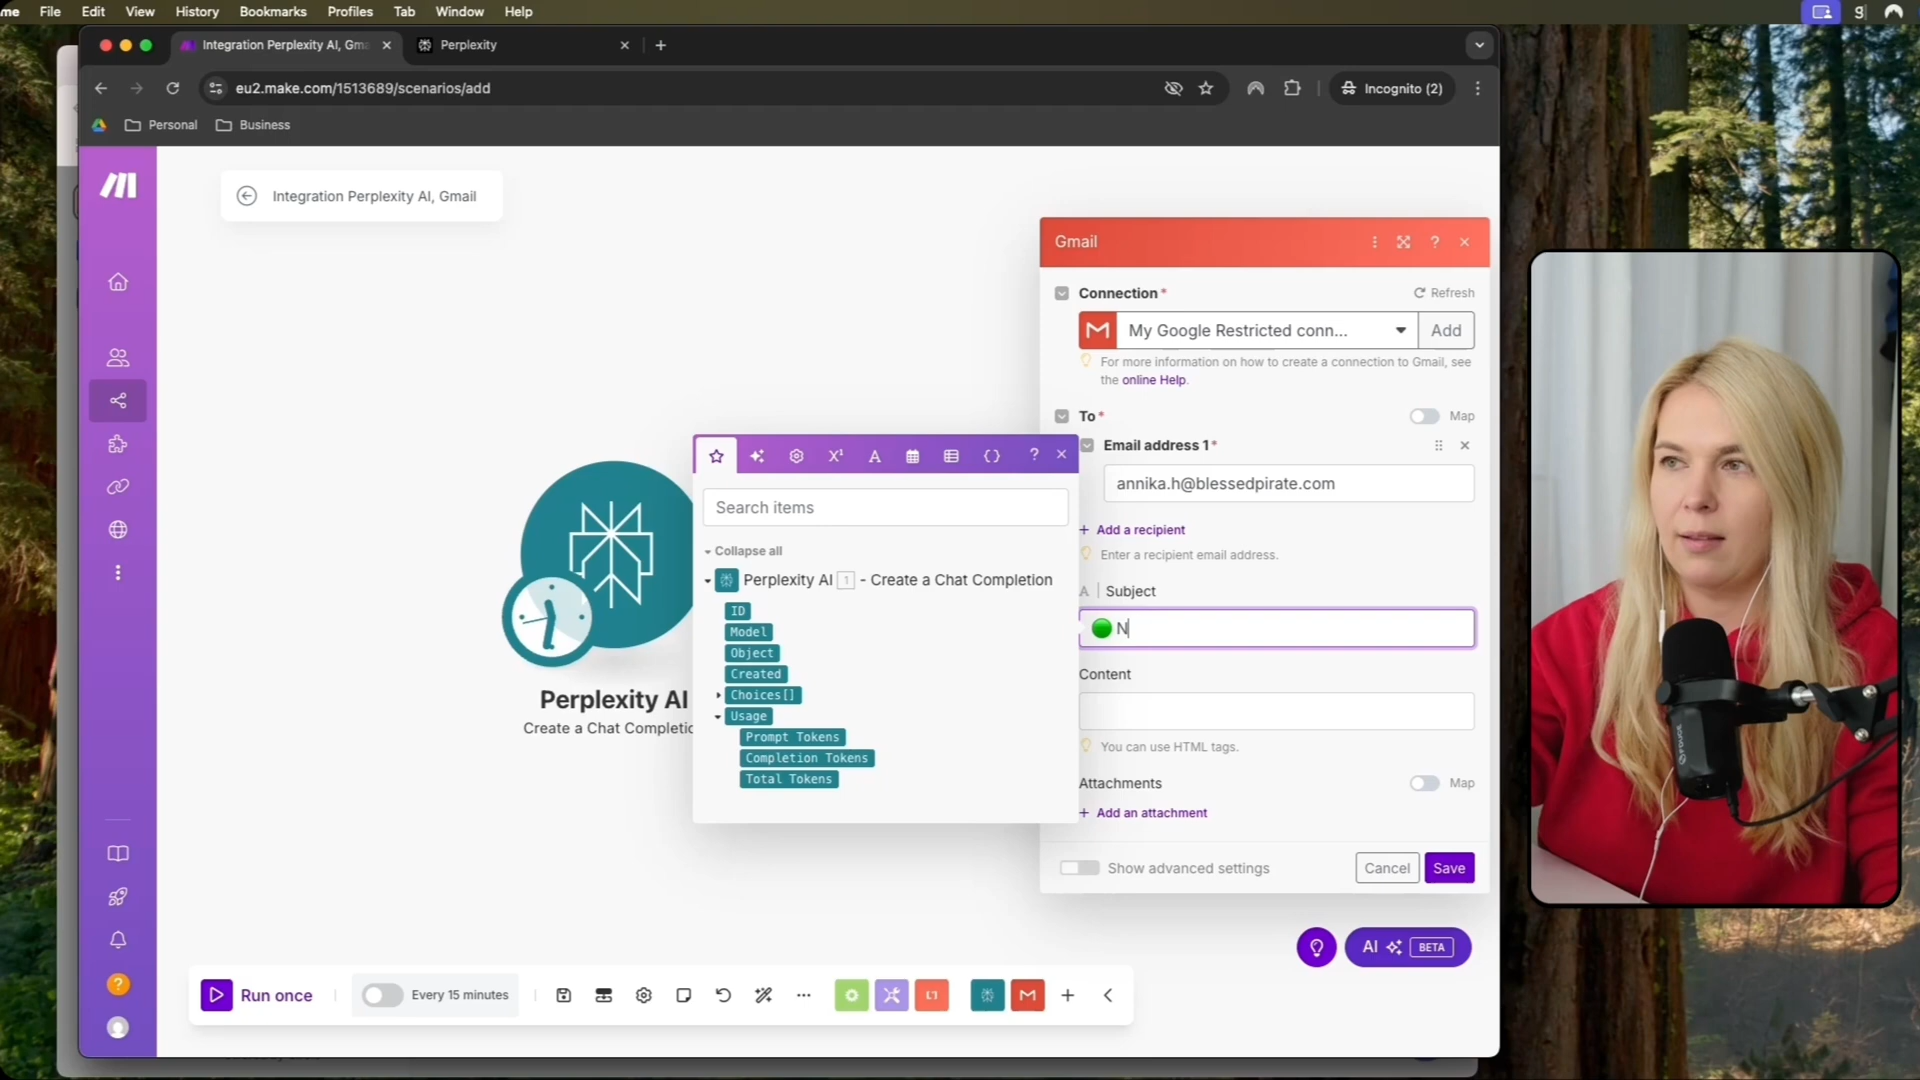 me File Edit View History Bookmarks Profiles Tab Window Help
Integration Perplexity AI, Gma
Perplexity
eu2.make.com/1513689/scenarios/add
Incognito (2)
Personal
Business
Integration Perplexity AI, Gmail
Gmail
Connection*
Refresh
My Google Restricted conn...
Add
For more information on how to create a connection to Gmail, see
the online Help.
To*
Map
Email address 1*
annika.h@blessedpirate.com
+ Add a recipient
Enter a recipient email address.
A Subject
🟢 N
Content
You can use HTML tags.
Attachments
Map
+ Add an attachment
Show advanced settings
Cancel
Save
Search items
Collapse all
Perplexity AI 1 - Create a Chat Completion
ID
Model
Object
Created
Choices[]
Usage
Prompt Tokens
Completion Tokens
Total Tokens
Perplexity AI
Create a Chat Completio
AI BETA
Run once
Every 15 minutes